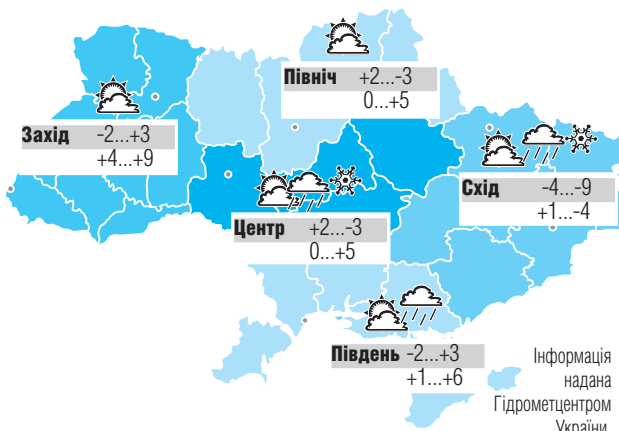 Північ +2...-3
0...+5
Захід -2...+3
+4...+9
Схід -4...-9
+1...-4
Центр +2...-3
0...+5
Південь -2...+3
+1...+6
Інформація
надана
Гідрометцентром
України.